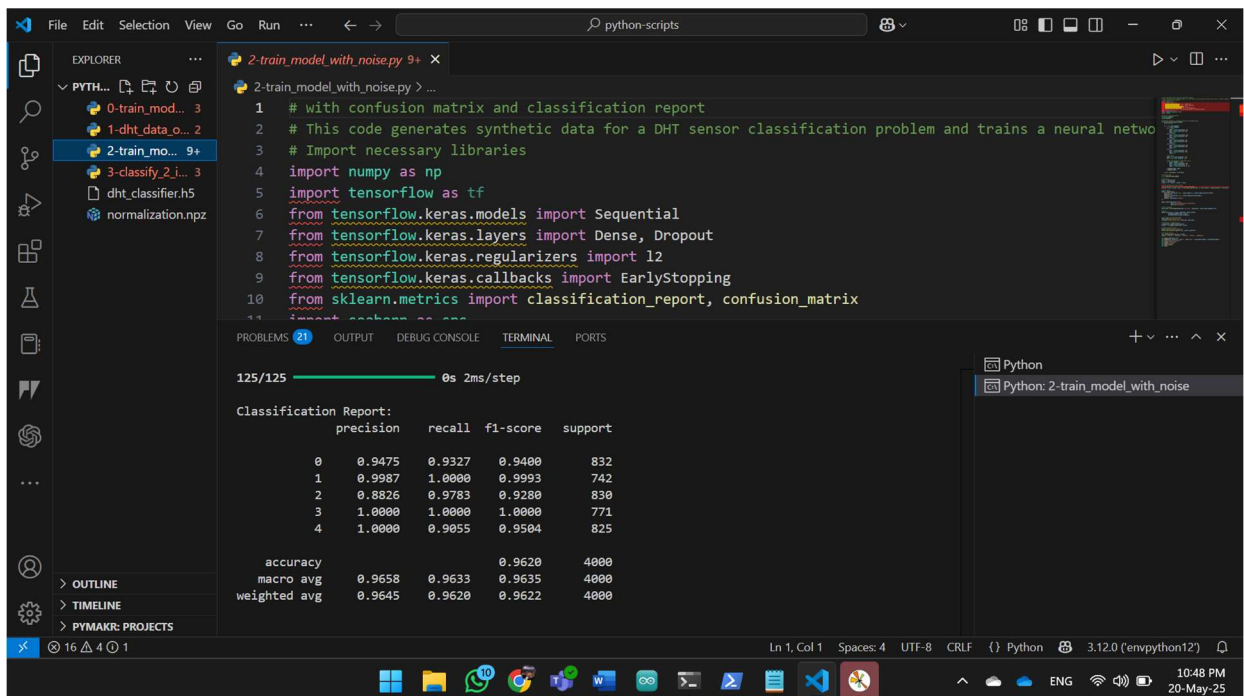 File Edit Selection View Go Run ··· python-scripts
EXPLORER ···
PYTH...
0-train_mod... 3
1-dht_data_o... 2
2-train_mo... 9+
3-classify_2_i... 3
dht_classifier.h5
normalization.npz
OUTLINE
TIMELINE
PYMAKR: PROJECTS
2-train_model_with_noise.py 9+
2-train_model_with_noise.py > ...
1 # with confusion matrix and classification report
2 # This code generates synthetic data for a DHT sensor classification problem and trains a neural netwo
3 # Import necessary libraries
4 import numpy as np
5 import tensorflow as tf
6 from tensorflow.keras.models import Sequential
7 from tensorflow.keras.layers import Dense, Dropout
8 from tensorflow.keras.regularizers import l2
9 from tensorflow.keras.callbacks import EarlyStopping
10 from sklearn.metrics import classification_report, confusion_matrix
11 import seaborn as sns
PROBLEMS 21 OUTPUT DEBUG CONSOLE TERMINAL PORTS
125/125 0s 2ms/step
Classification Report:
precision recall f1-score support
0 0.9475 0.9327 0.9400 832
1 0.9987 1.0000 0.9993 742
2 0.8826 0.9783 0.9280 830
3 1.0000 1.0000 1.0000 771
4 1.0000 0.9055 0.9504 825
accuracy 0.9620 4000
macro avg 0.9658 0.9633 0.9635 4000
weighted avg 0.9645 0.9620 0.9622 4000
Python
Python: 2-train_model_with_noise
16 4 1 Ln 1, Col 1 Spaces: 4 UTF-8 CRLF {} Python 3.12.0 ('envpython12')
10 ENG 10:48 PM
20-May-25